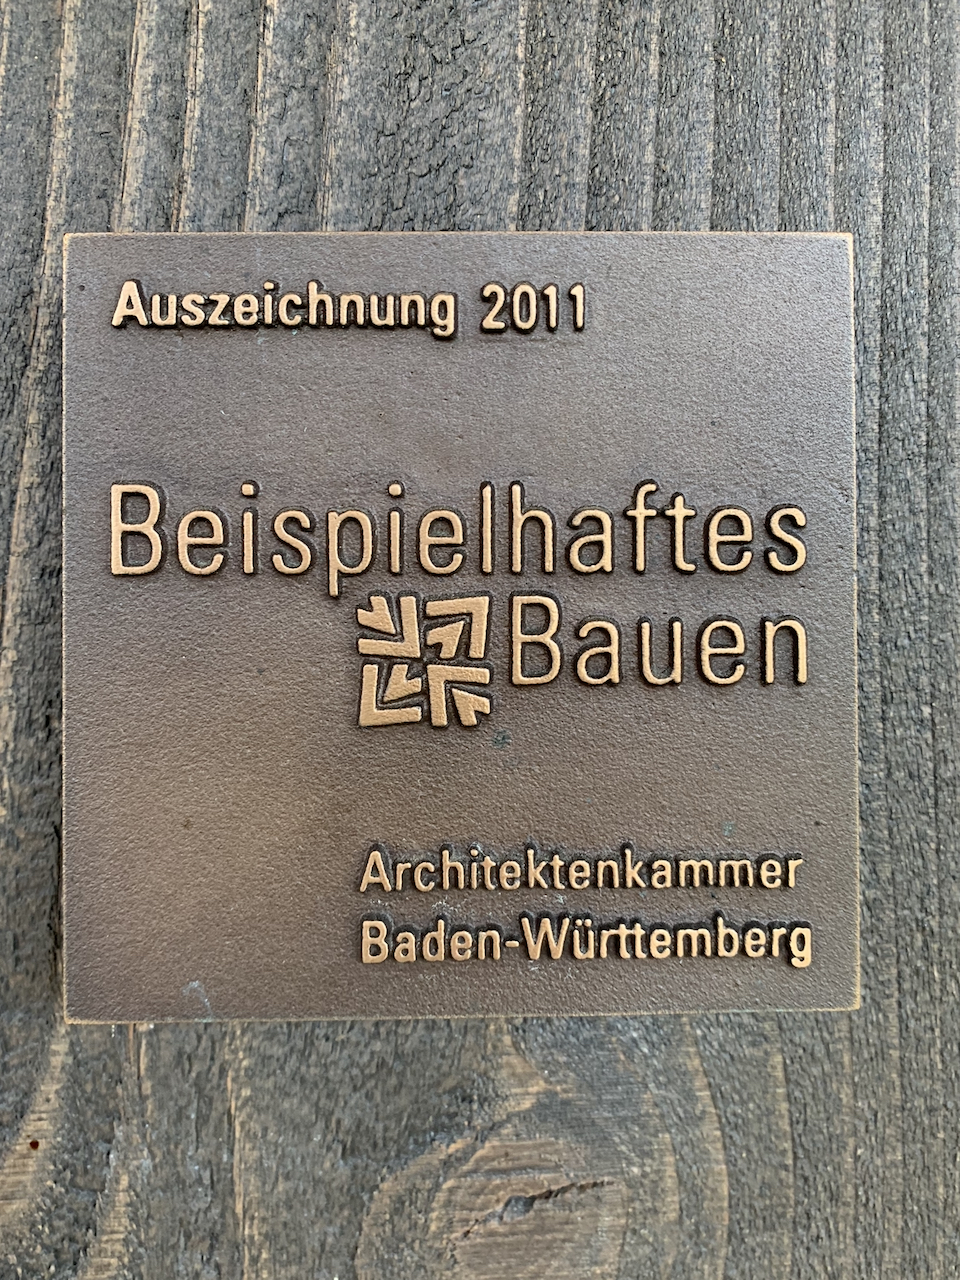 Auszeichnung 2011
Beispielhaftes
Bauen
Architektenkammer
Baden-Württemberg